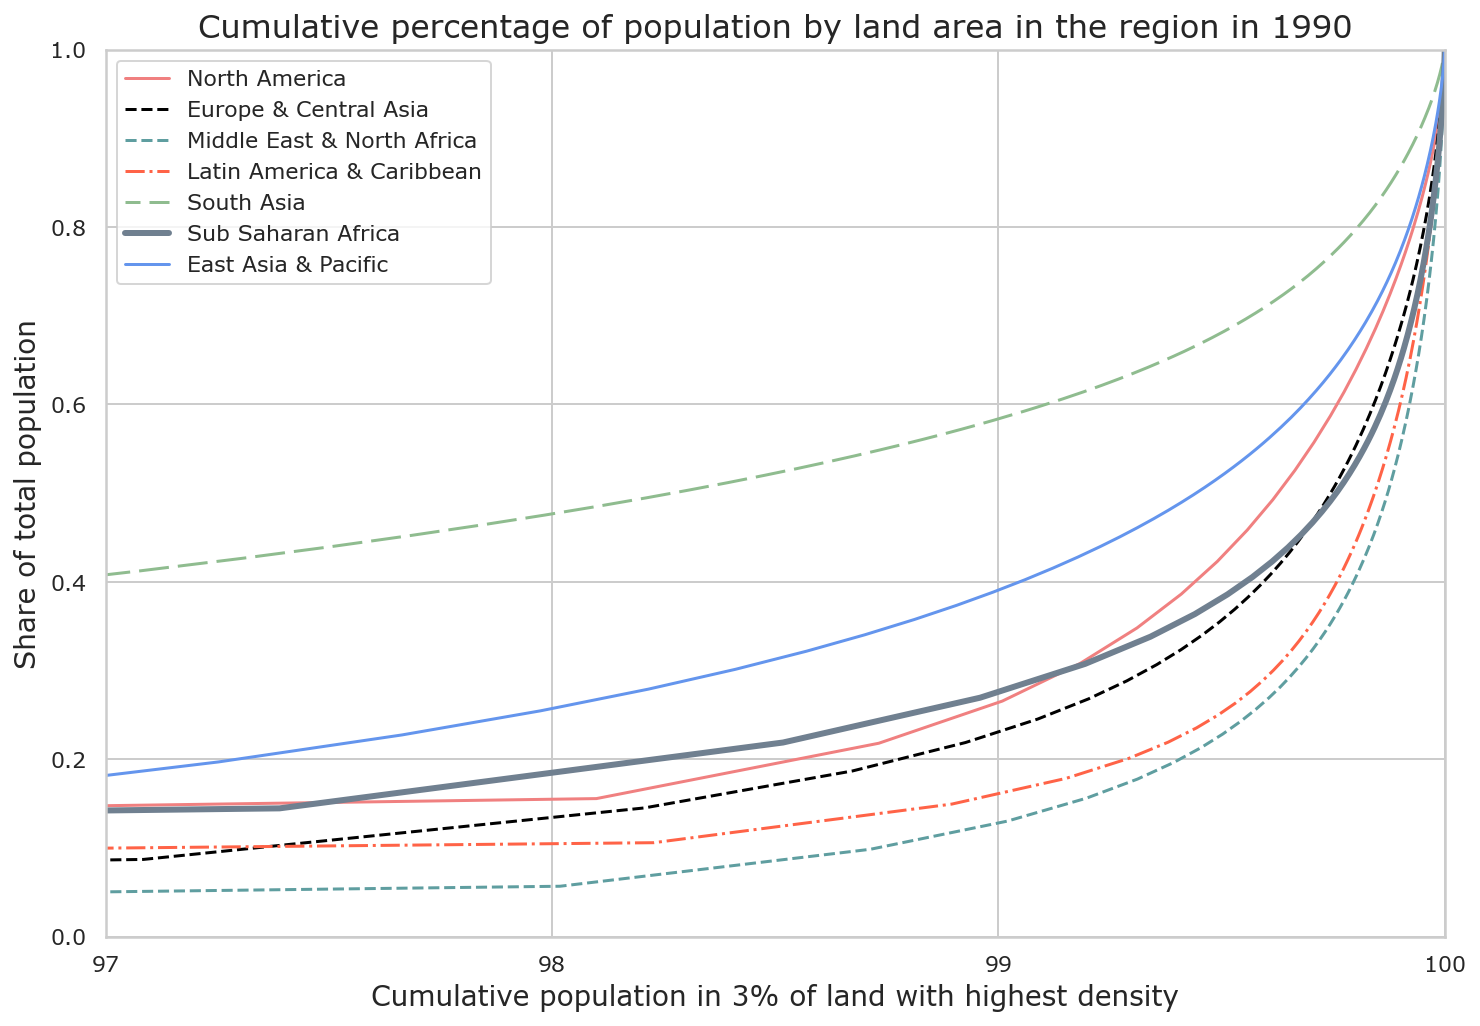 Cumulative percentage of population by land area in the region in 1990
1.0
North America
Europe & Central Asia
Middle East & North Africa
Latin America & Caribbean
South Asia
Sub Saharan Africa
East Asia & Pacific
0.8
0.6
0.4
0.2
0.0
Share of total population
97 98 99 100
Cumulative population in 3% of land with highest density